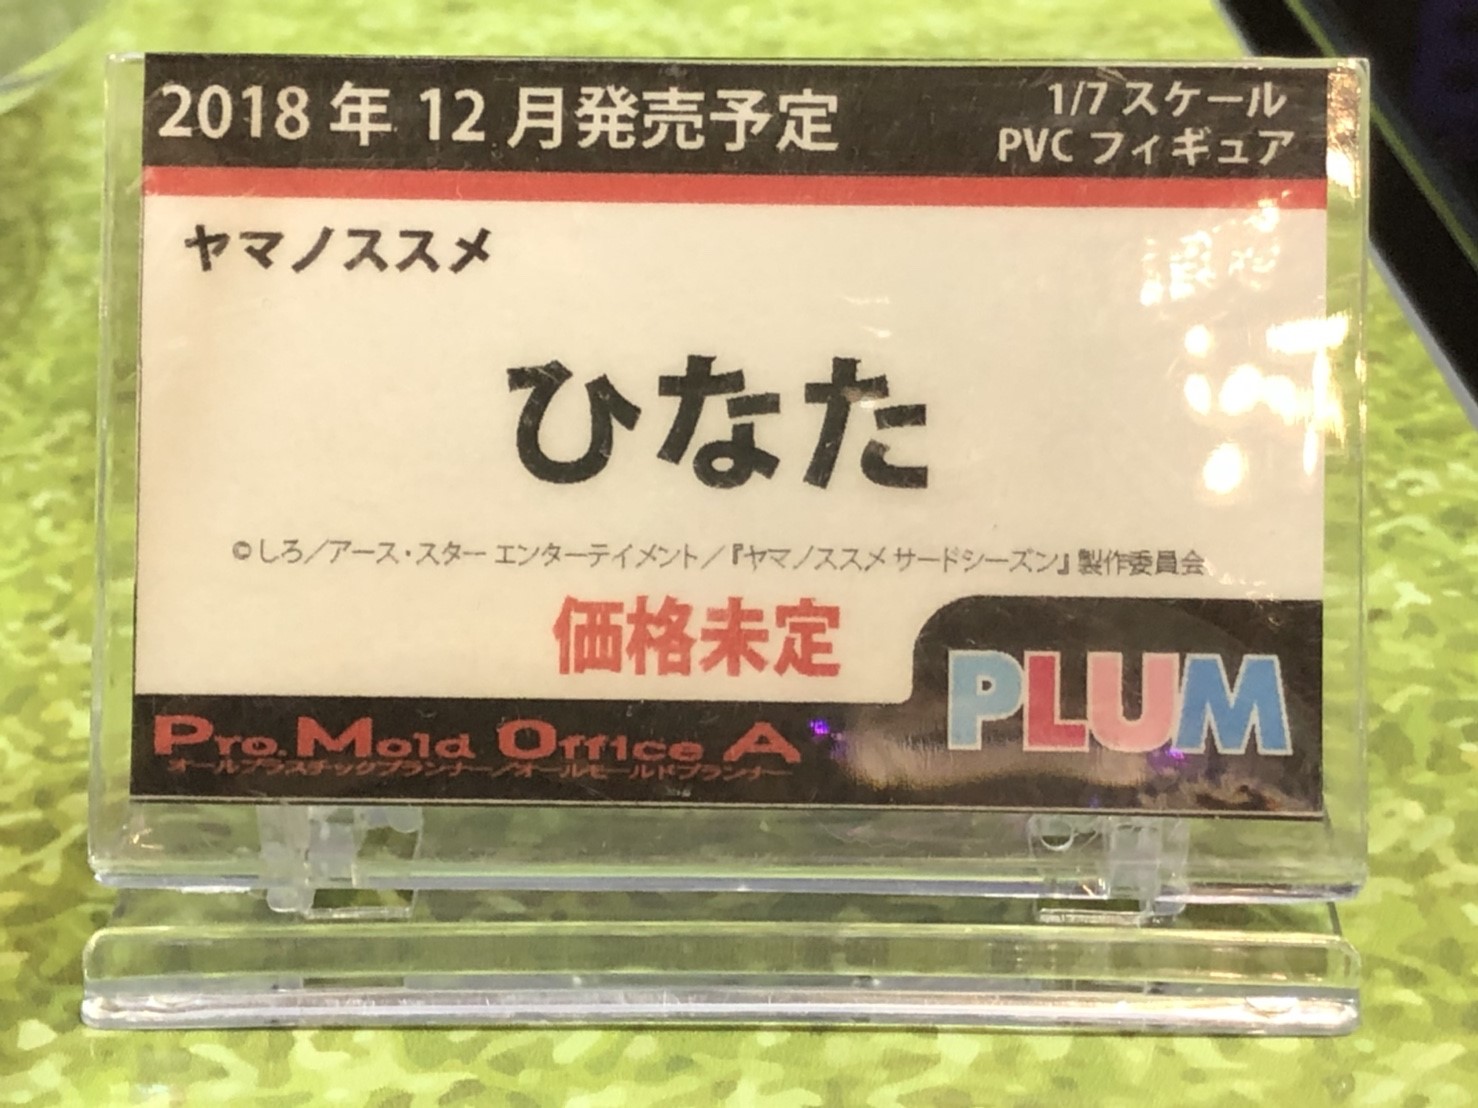 2018 年 12 月発売予定
1/7 スケール
PVC フィギュア
ヤマノススメ
ひなた
© しろ／アース・スター エンターテイメント／『ヤマノススメ サードシーズン』製作委員会
価格未定
PLUM
Pro. Mold Office A
オールプラスチックプランナー／オールモールドプランナー